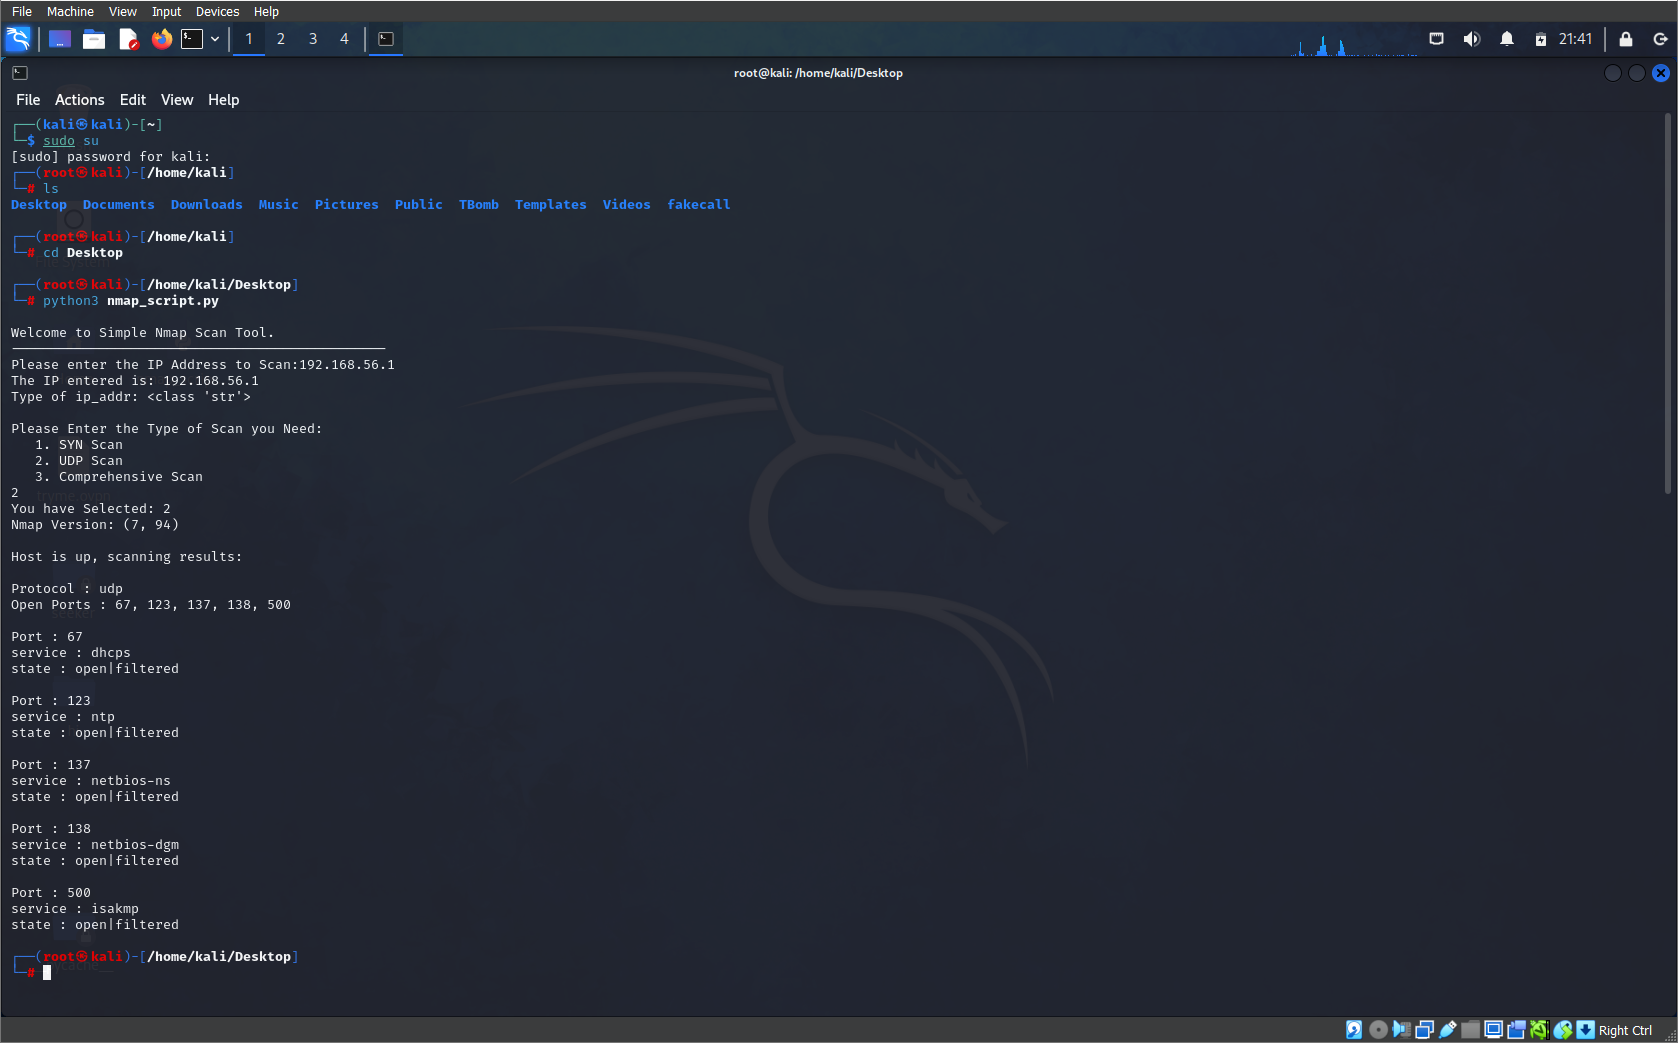 File Machine View Input Devices Help
1 2 3 4 21:41
root@kali: /home/kali/Desktop
File Actions Edit View Help
┌──(kali㉿kali)-[~]
└─$ sudo su
[sudo] password for kali:
┌──(root㉿kali)-[/home/kali]
└─# ls
Desktop Documents Downloads Music Pictures Public TBomb Templates Videos fakecall
┌──(root㉿kali)-[/home/kali]
└─# cd Desktop
┌──(root㉿kali)-[/home/kali/Desktop]
└─# python3 nmap_script.py
Welcome to Simple Nmap Scan Tool.
Please enter the IP Address to Scan:192.168.56.1
The IP entered is: 192.168.56.1
Type of ip_addr: <class 'str'>
Please Enter the Type of Scan you Need:
1. SYN Scan
2. UDP Scan
3. Comprehensive Scan
2
tryme.ovpn
You have Selected: 2
Nmap Version: (7, 94)
Host is up, scanning results:
Protocol : udp
Open Ports : 67, 123, 137, 138, 500
Port : 67
service : dhcps
state : open|filtered
Port : 123
service : ntp
state : open|filtered
Port : 137
service : netbios-ns
state : open|filtered
Port : 138
service : netbios-dgm
state : open|filtered
Port : 500
service : isakmp
state : open|filtered
┌──(root㉿kali)-[/home/kali/Desktop]
└─#
Right Ctrl